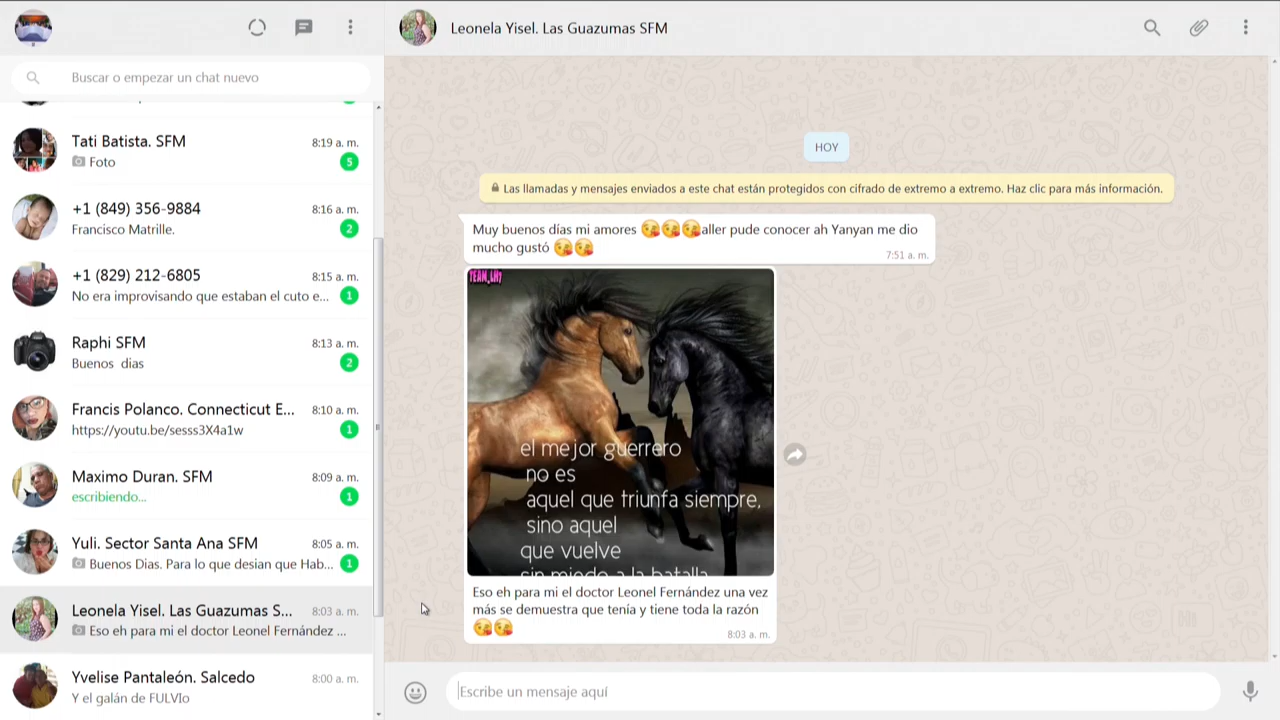 Buscar o empezar un chat nuevo
Tati Batista. SFM
8:19 a. m.
Foto
5
+1 (849) 356-9884
8:16 a. m.
Francisco Matrille.
2
+1 (829) 212-6805
8:15 a. m.
No era improvisando que estaban el cuto e...
1
Raphi SFM
8:13 a. m.
Buenos dias
2
Francis Polanco. Connecticut E...
8:10 a. m.
https://youtu.be/sesss3X4a1w
1
Maximo Duran. SFM
8:09 a. m.
escribiendo...
1
Yuli. Sector Santa Ana SFM
8:05 a. m.
Buenos Dias. Para lo que desian que Hab...
1
Leonela Yisel. Las Guazumas S...
8:03 a. m.
Eso eh para mi el doctor Leonel Fernández ...
Yvelise Pantaleón. Salcedo
8:00 a. m.
Y el galán de FULVIo
Leonela Yisel. Las Guazumas SFM
HOY
Las llamadas y mensajes enviados a este chat están protegidos con cifrado de extremo a extremo. Haz clic para más información.
Muy buenos días mi amores 😘😘😘aller pude conocer ah Yanyan me dio
mucho gustó 😘😘
7:51 a. m.
TEAM_LH7
el mejor guerrero
no es
aquel que triunfa siempre,
sino aquel
que vuelve
sin miedo a la batalla
Eso eh para mi el doctor Leonel Fernández una vez
más se demuestra que tenía y tiene toda la razón
😘😘
8:03 a. m.
Escribe un mensaje aquí